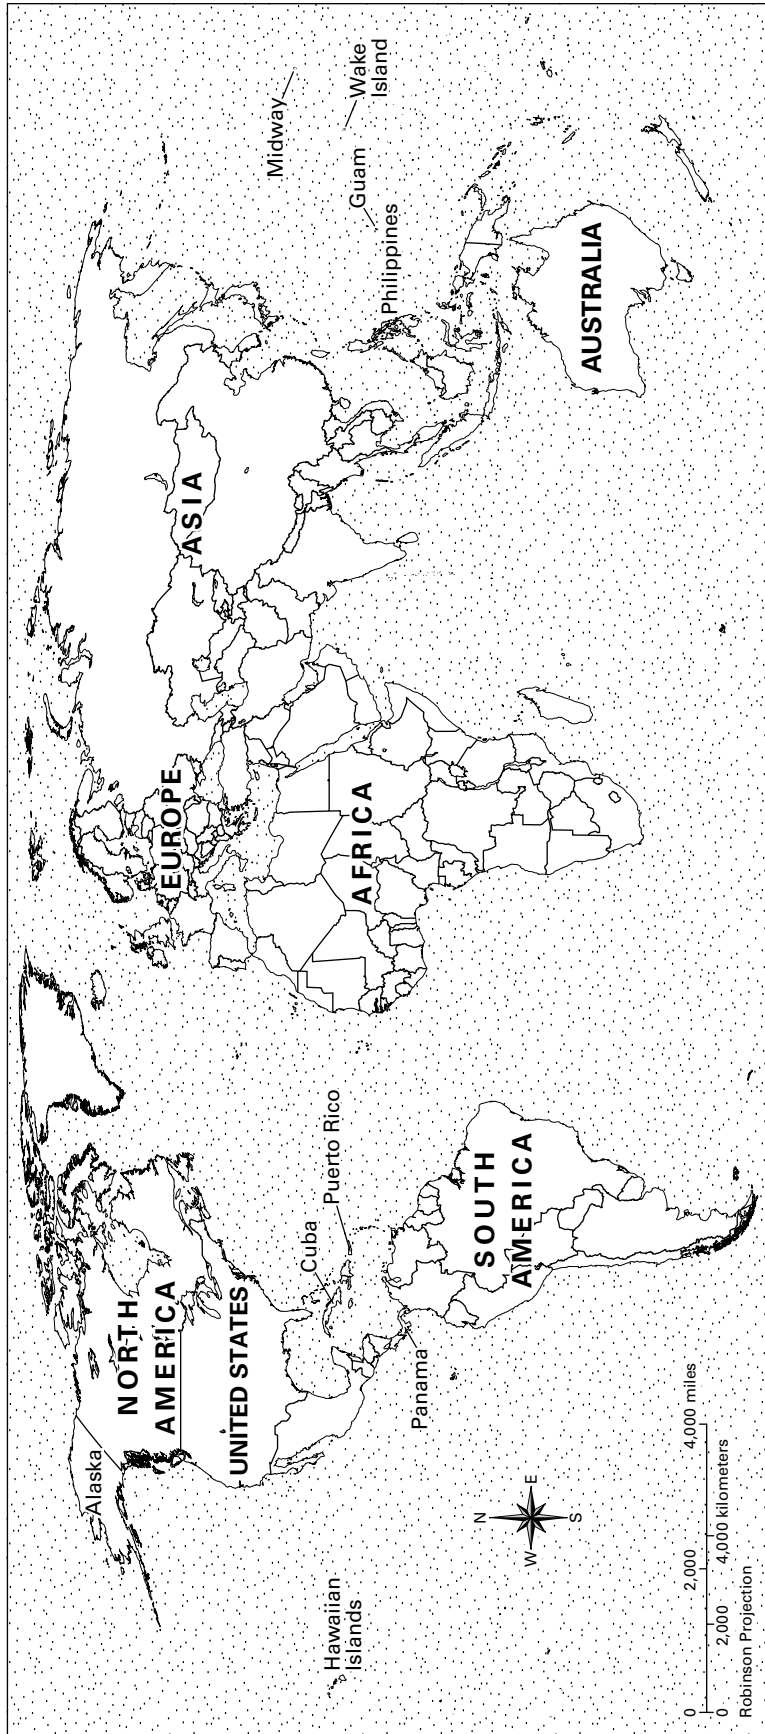 Alaska
NORTH
AMERICA
UNITED STATES
Hawaiian
Islands
Cuba
Puerto Rico
Panama
SOUTH
AMERICA
EUROPE
AFRICA
ASIA
Philippines
Guam
Midway
Wake
Island
AUSTRALIA
N
W
E
S
0
2,000
4,000 miles
0
2,000
4,000 kilometers
Robinson Projection